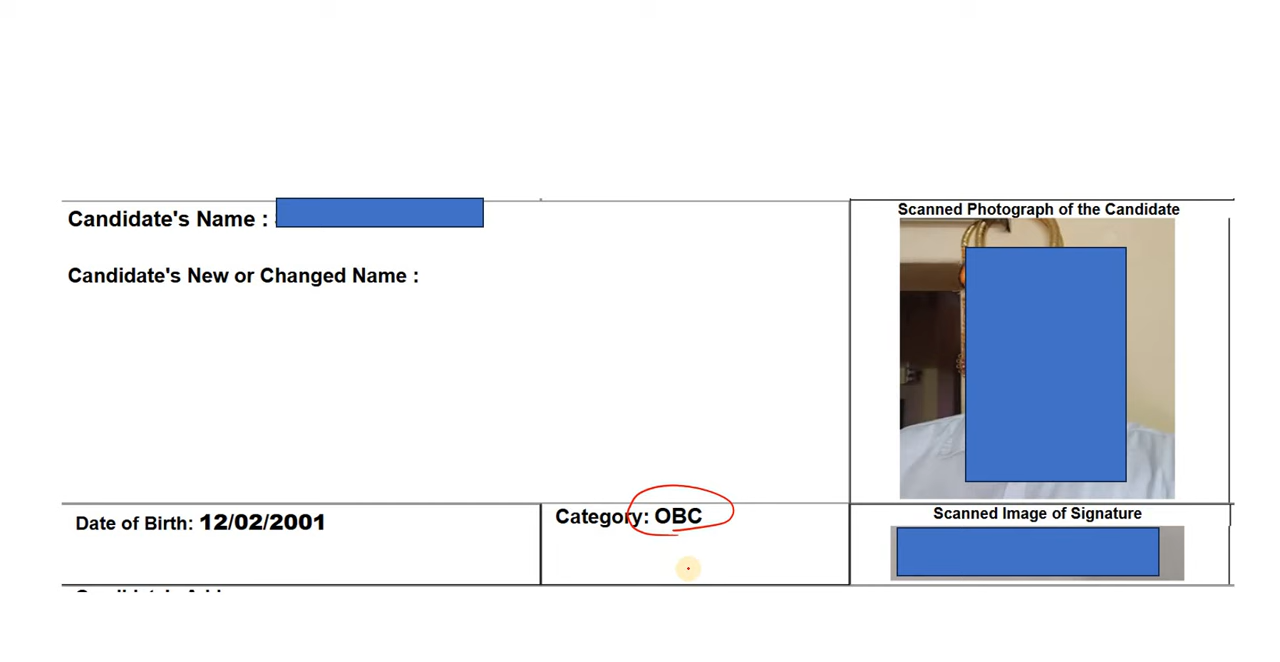 Candidate's Name :
Scanned Photograph of the Candidate
Candidate's New or Changed Name :
Date of Birth: 12/02/2001
Category: OBC
Scanned Image of Signature